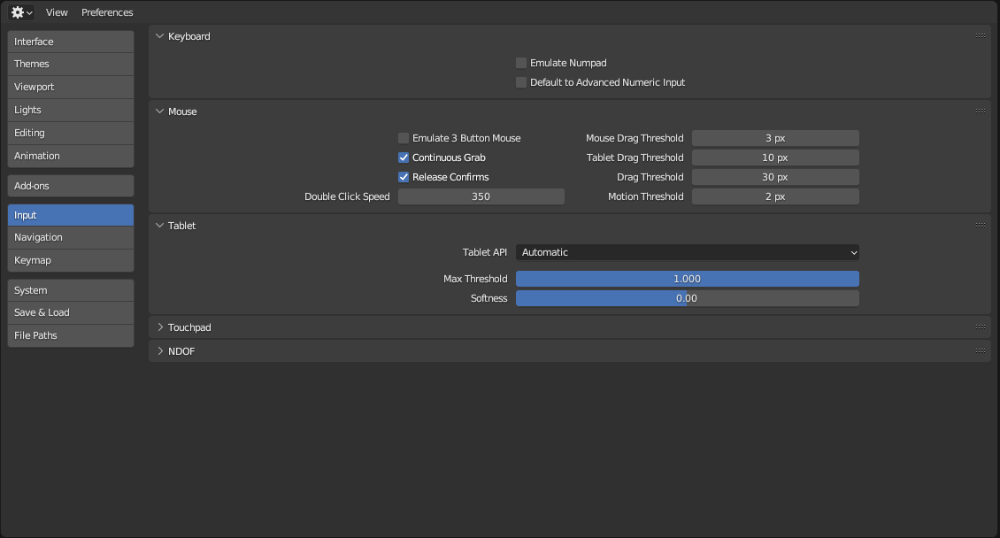 View Preferences
Interface
Themes
Viewport
Lights
Editing
Animation
Add-ons
Input
Navigation
Keymap
System
Save & Load
File Paths
Keyboard
Emulate Numpad
Default to Advanced Numeric Input
Mouse
Emulate 3 Button Mouse
Continuous Grab
Release Confirms
Double Click Speed 350
Mouse Drag Threshold 3 px
Tablet Drag Threshold 10 px
Drag Threshold 30 px
Motion Threshold 2 px
Tablet
Tablet API Automatic
Max Threshold 1.000
Softness 0.00
Touchpad
NDOF